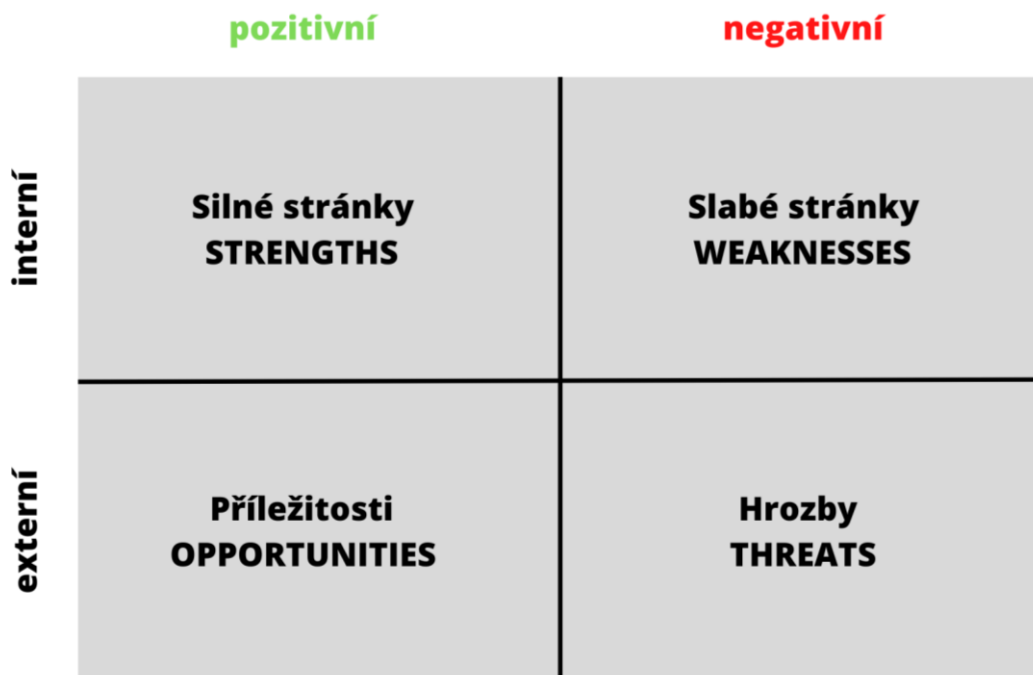 pozitivní
negativní
interní
Silné stránky
STRENGTHS
Slabé stránky
WEAKNESSES
externí
Příležitosti
OPPORTUNITIES
Hrozby
THREATS